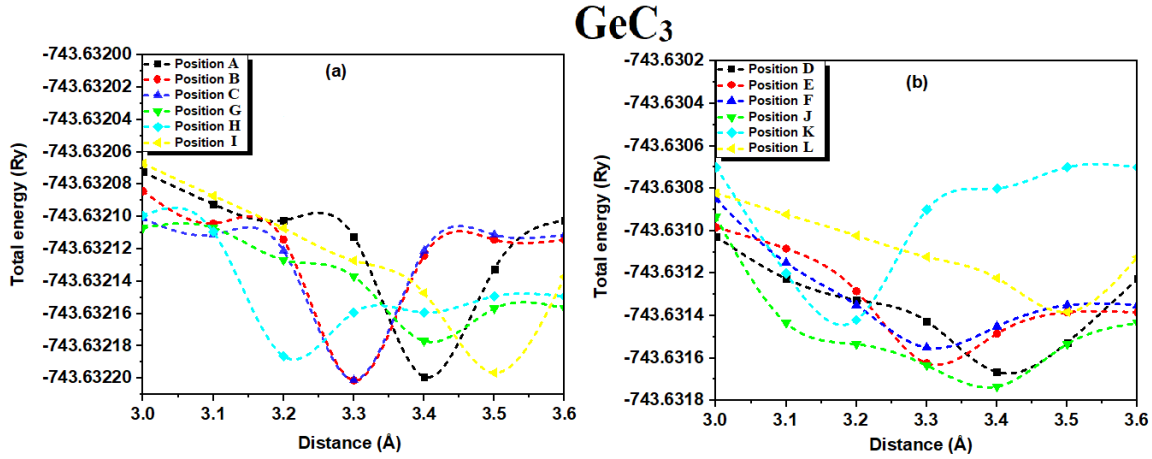 GeC₃
(a)
Total energy (Ry)
-743.63200
-743.63202
-743.63204
-743.63206
-743.63208
-743.63210
-743.63212
-743.63214
-743.63216
-743.63218
-743.63220
Position A
Position B
Position C
Position G
Position H
Position I
3.0 3.1 3.2 3.3 3.4 3.5 3.6
Distance (Å)
(b)
Total energy (Ry)
-743.6302
-743.6304
-743.6306
-743.6308
-743.6310
-743.6312
-743.6314
-743.6316
-743.6318
Position D
Position E
Position F
Position J
Position K
Position L
3.0 3.1 3.2 3.3 3.4 3.5 3.6
Distance (Å)